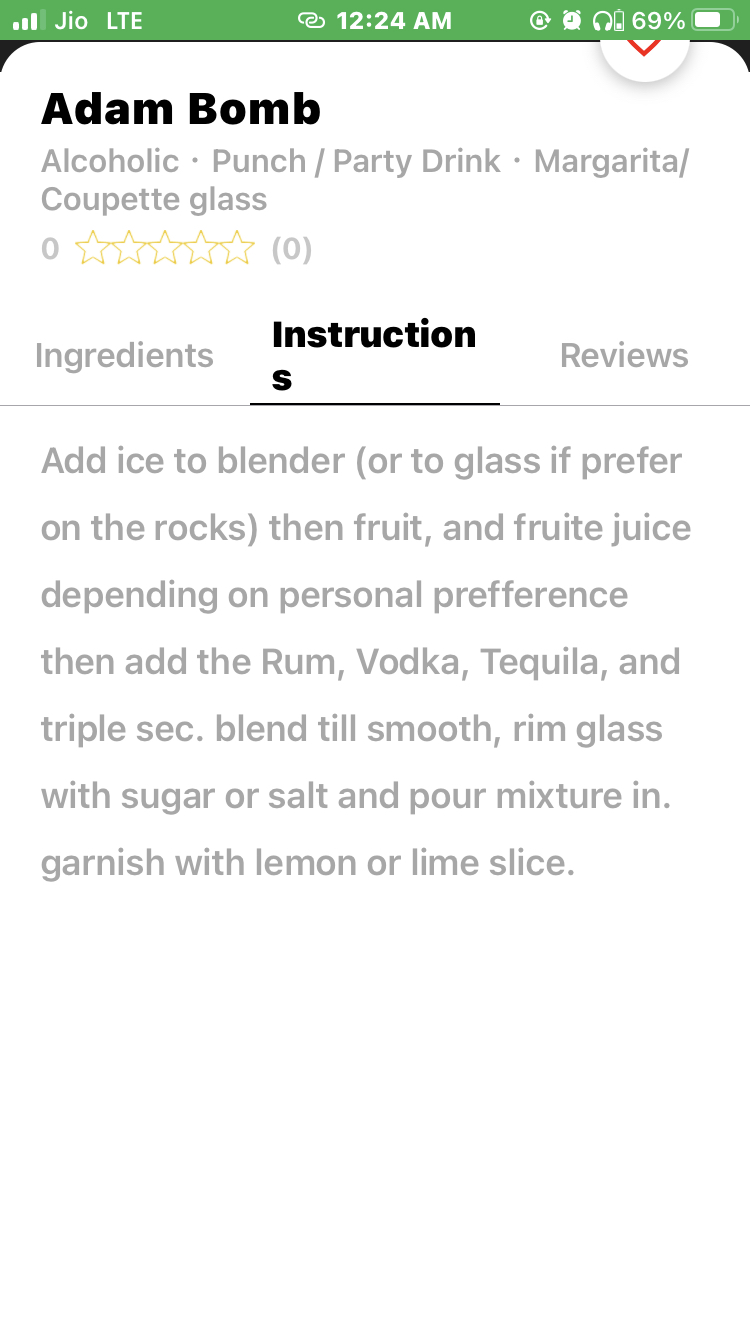 Jio LTE 12:24 AM 69%
Adam Bomb
Alcoholic · Punch / Party Drink · Margarita/
Coupette glass
0 (0)
Ingredients
Instruction
s
Reviews
Add ice to blender (or to glass if prefer
on the rocks) then fruit, and fruite juice
depending on personal prefference
then add the Rum, Vodka, Tequila, and
triple sec. blend till smooth, rim glass
with sugar or salt and pour mixture in.
garnish with lemon or lime slice.